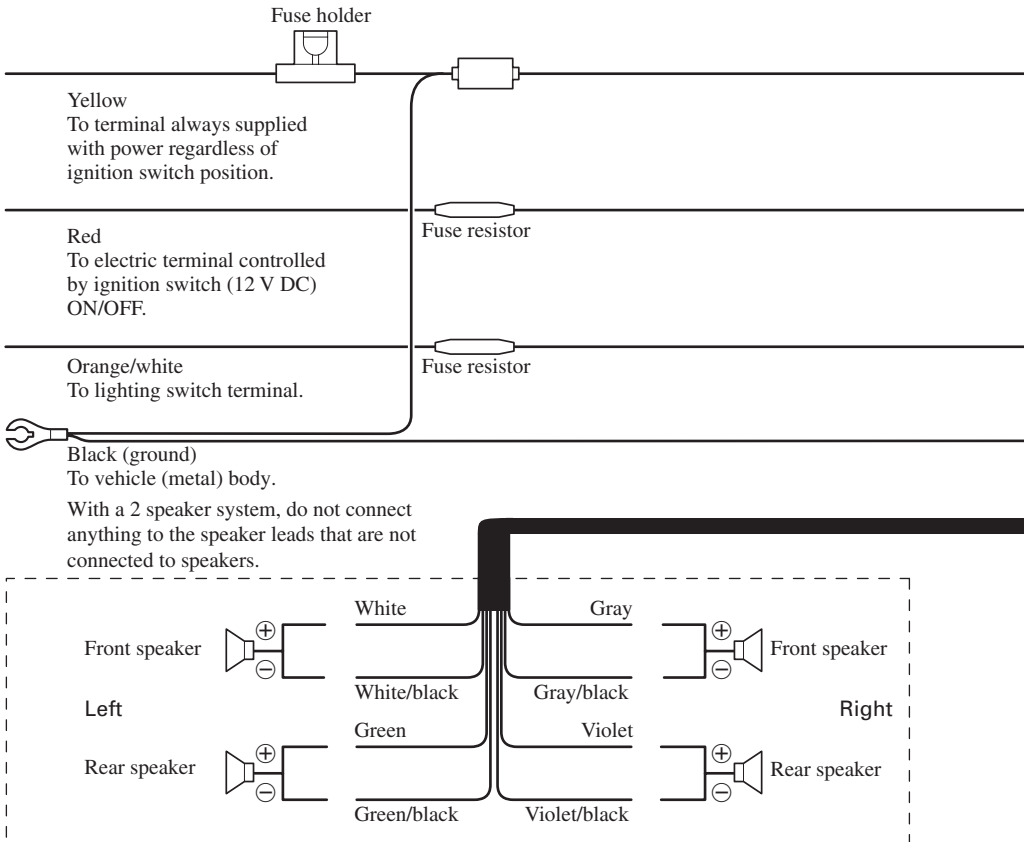 Fuse holder
Yellow
To terminal always supplied
with power regardless of
ignition switch position.
Red
To electric terminal controlled
by ignition switch (12 V DC)
ON/OFF.
Fuse resistor
Orange/white
To lighting switch terminal.
Fuse resistor
Black (ground)
To vehicle (metal) body.
With a 2 speaker system, do not connect
anything to the speaker leads that are not
connected to speakers.
White
Gray
Front speaker
⊕
⊖
⊕
⊖
Front speaker
White/black
Gray/black
Left
Right
Green
Violet
Rear speaker
⊕
⊖
⊕
⊖
Rear speaker
Green/black
Violet/black